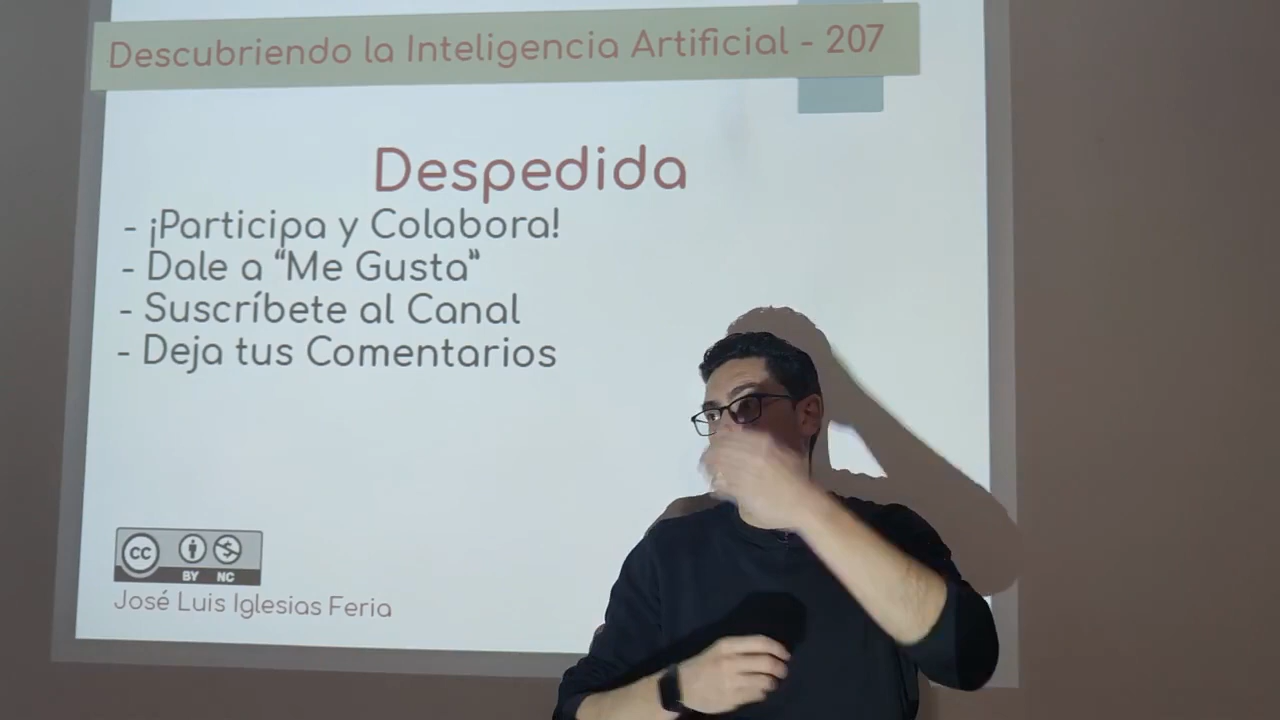 Descubriendo la Inteligencia Artificial - 207
Despedida
- ¡Participa y Colabora!
- Dale a “Me Gusta”
- Suscríbete al Canal
- Deja tus Comentarios
cc
BY NC
José Luis Iglesias Feria